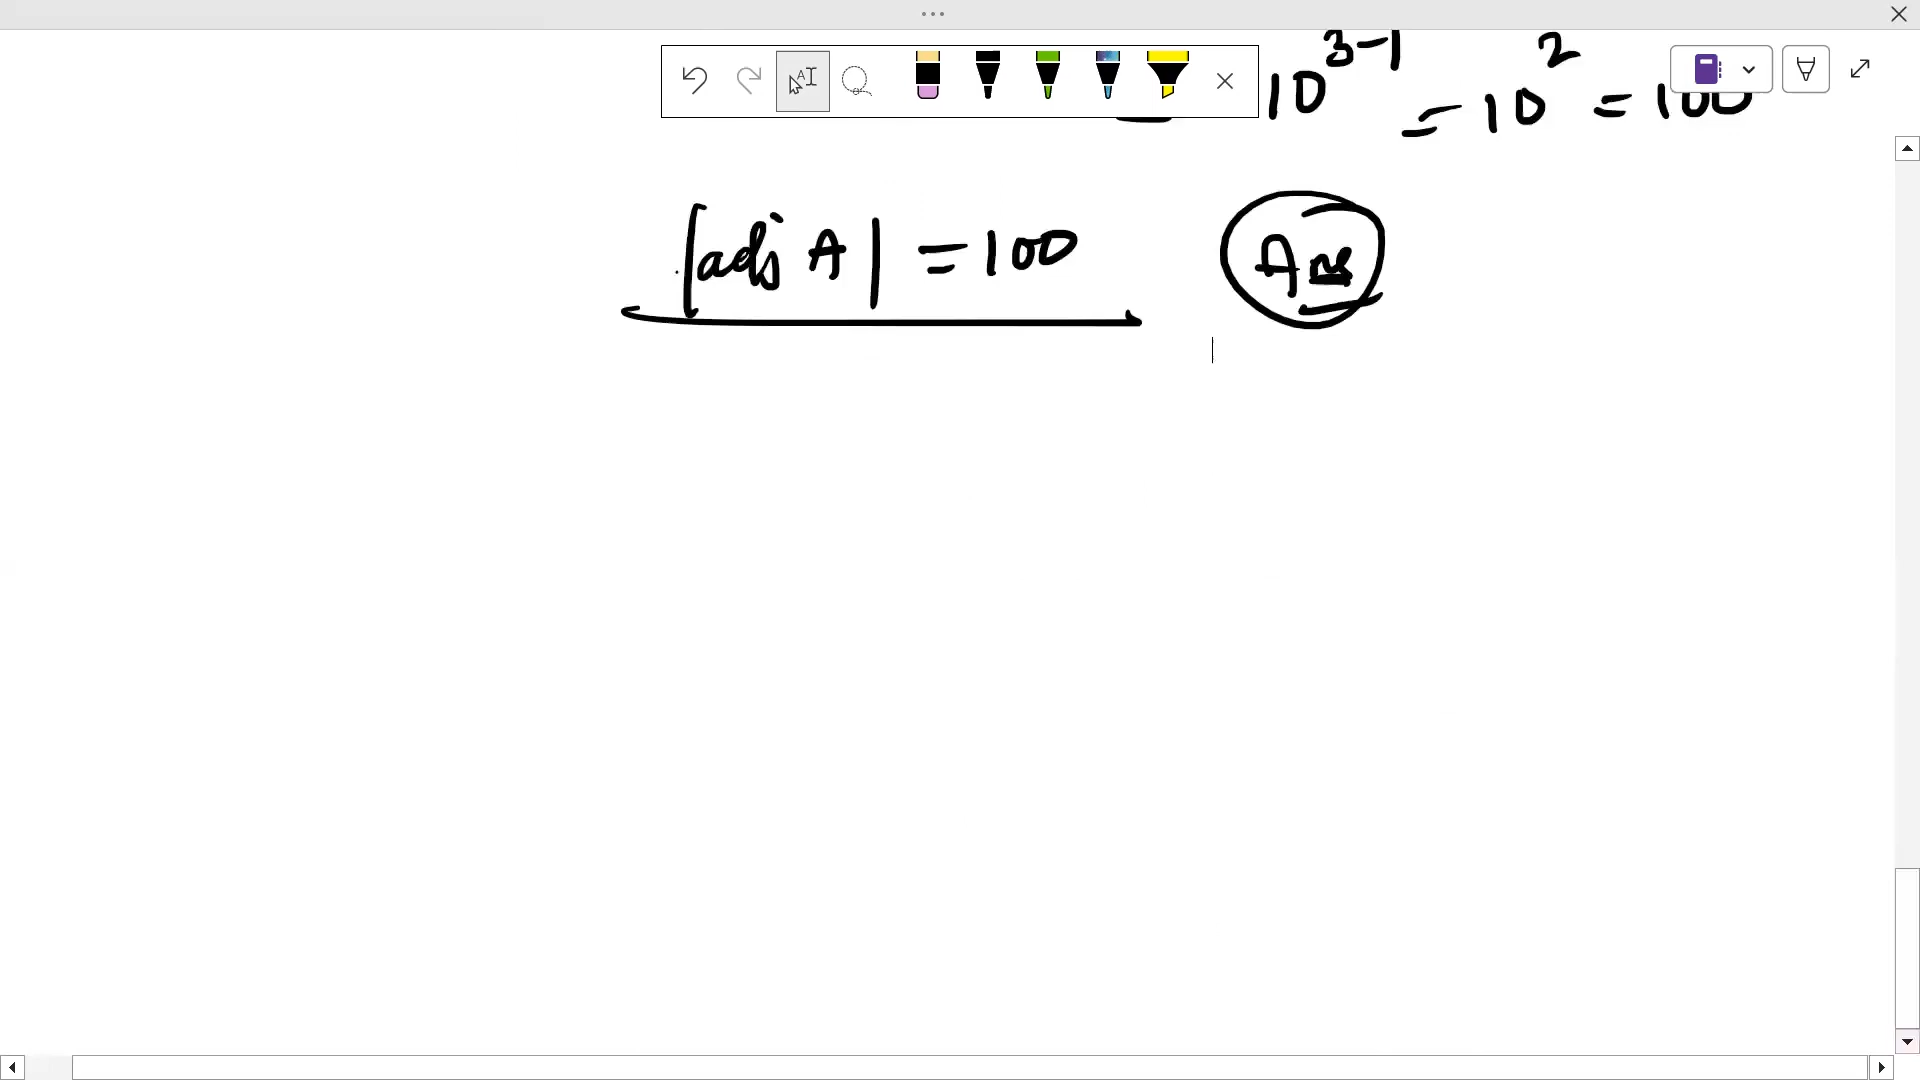 10^{3-1} = 10^2 = 100
|adj A| = 100 Ans